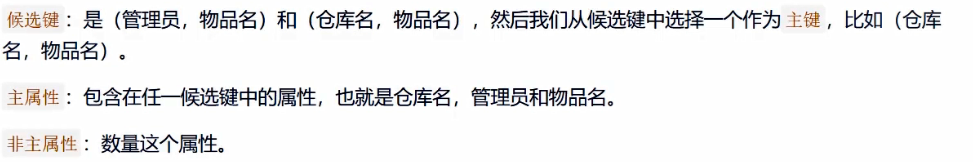 候选键：是（管理员，物品名）和（仓库名，物品名），然后我们从候选键中选择一个作为主键，比如（仓库
名，物品名）。
主属性：包含在任一候选键中的属性，也就是仓库名，管理员和物品名。
非主属性：数量这个属性。